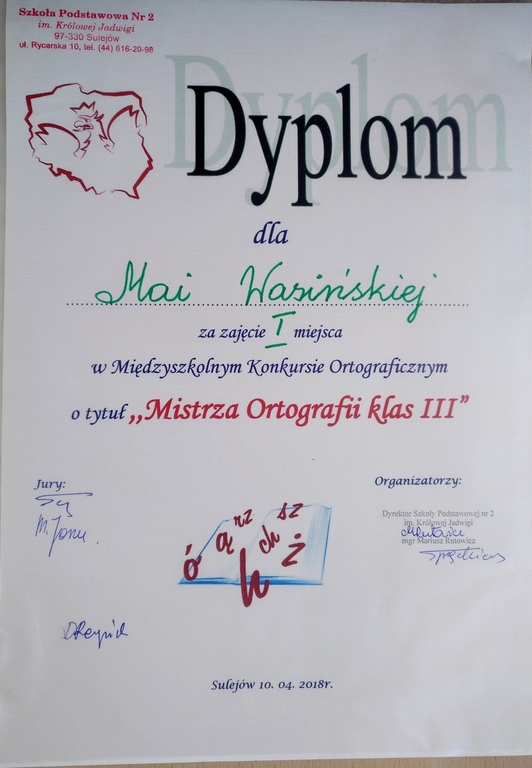 Szkoła Podstawowa Nr 2
im. Królowej Jadwigi
97-330 Sulejów
ul. Rycerska 10, tel. (44) 616-20-98
Dyplom
dla
Mai Wasińskiej
za zajęcie I miejsca
w Międzyszkolnym Konkursie Ortograficznym
o tytuł ,,Mistrza Ortografii klas III”
Jury:
Organizatorzy:
Dyrektor Szkoły Podstawowej nr 2
im. Królowej Jadwigi
mgr Mariusz Rutowicz
ó ą rz ch sz h ż
Sulejów 10. 04. 2018r.